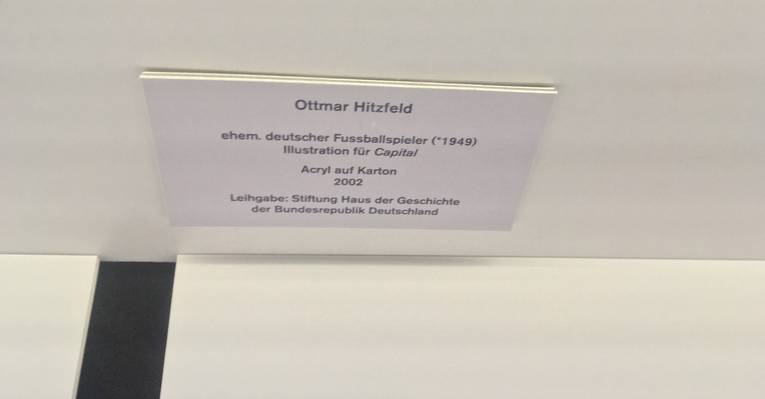 Ottmar Hitzfeld
ehem. deutscher Fussballspieler (*1949)
Illustration für Capital
Acryl auf Karton
2002
Leihgabe: Stiftung Haus der Geschichte
der Bundesrepublik Deutschland